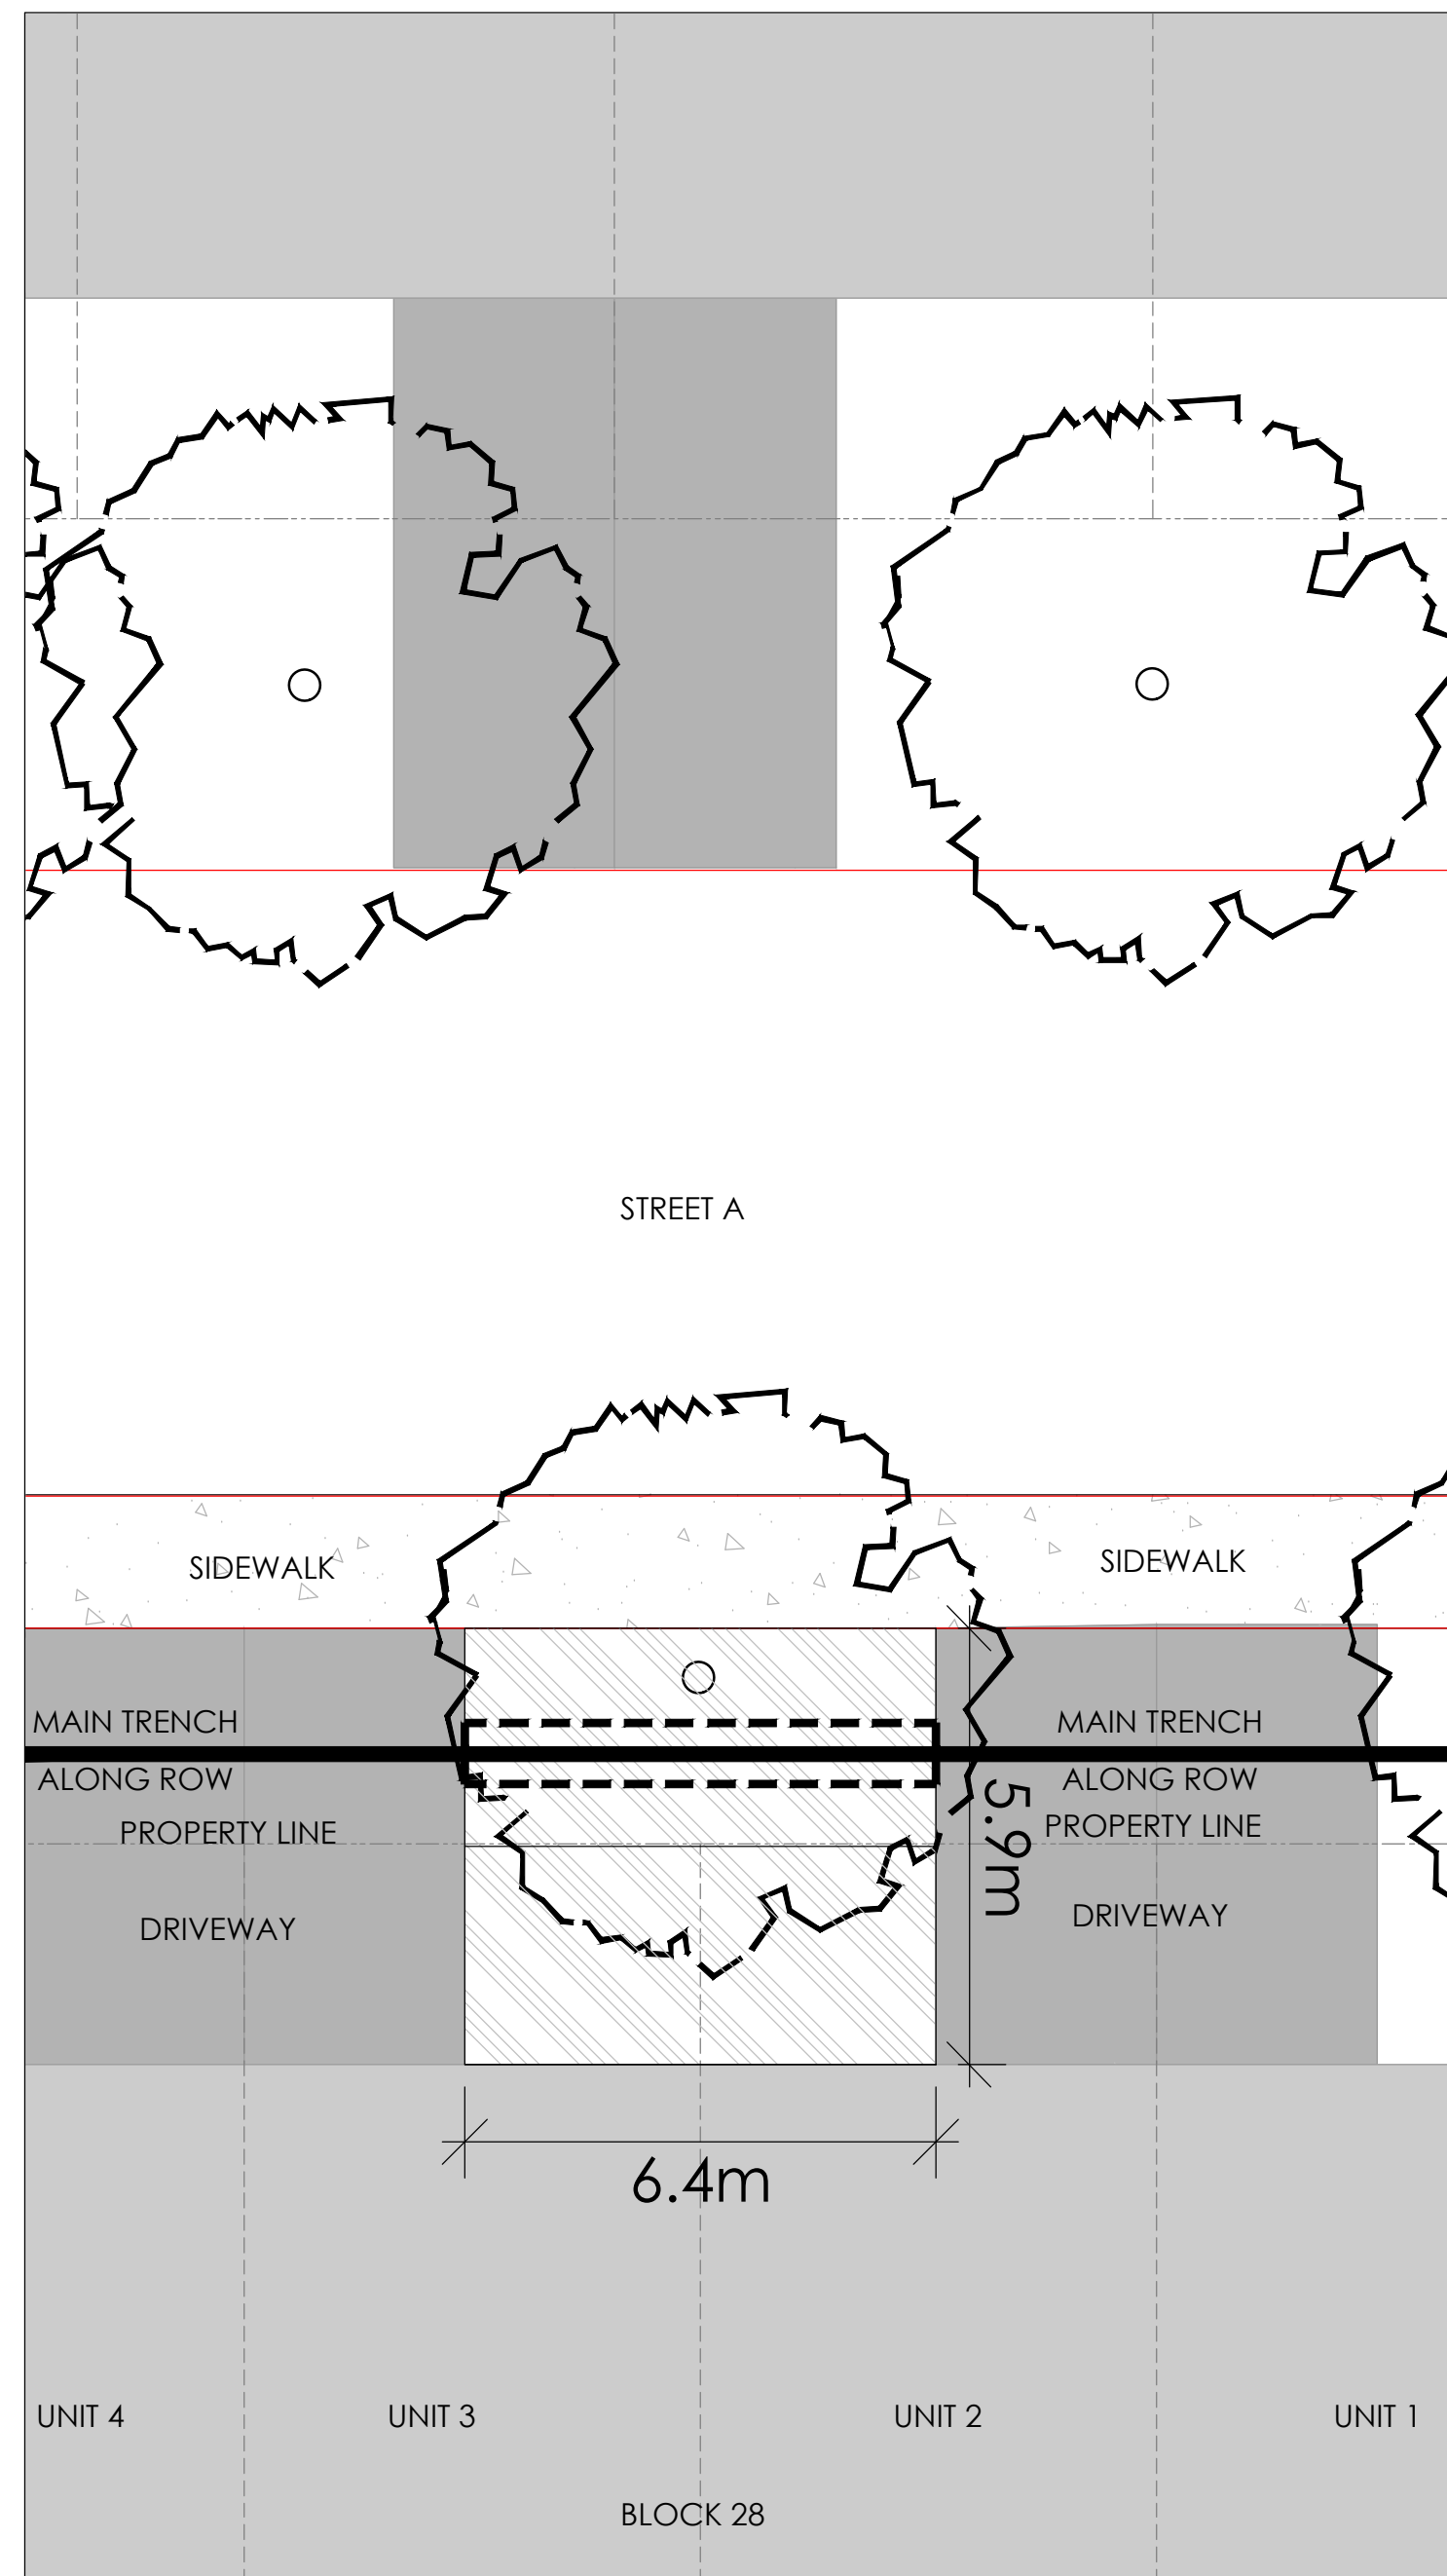 STREET A
SIDEWALK
SIDEWALK
MAIN TRENCH
MAIN TRENCH
ALONG ROW
ALONG ROW
PROPERTY LINE
PROPERTY LINE
5.9m
DRIVEWAY
DRIVEWAY
6.4m
UNIT 4
UNIT 3
UNIT 2
UNIT 1
BLOCK 28